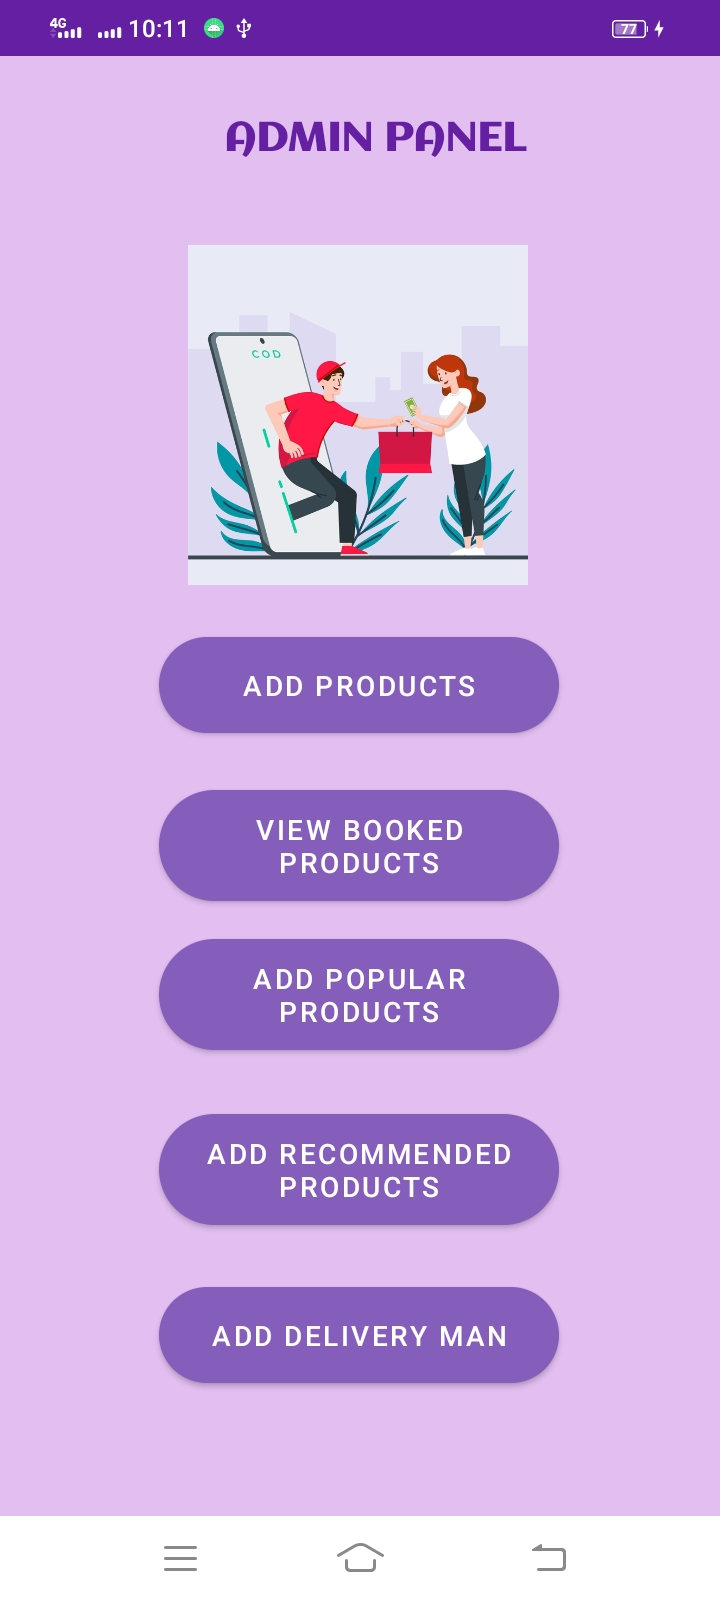 4G 10:11 77
ADMIN PANEL
COD
ADD PRODUCTS
VIEW BOOKED
PRODUCTS
ADD POPULAR
PRODUCTS
ADD RECOMMENDED
PRODUCTS
ADD DELIVERY MAN